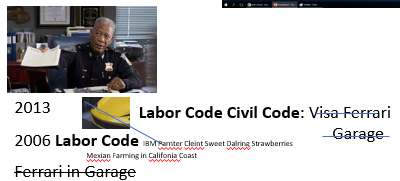 2013
Labor Code Civil Code: Visa Ferrari
Garage
2006 Labor Code IBM Parnter Cleint Sweet Dalring Strawberries
Mexian Farming in Califonia Coast
Ferrari in Garage